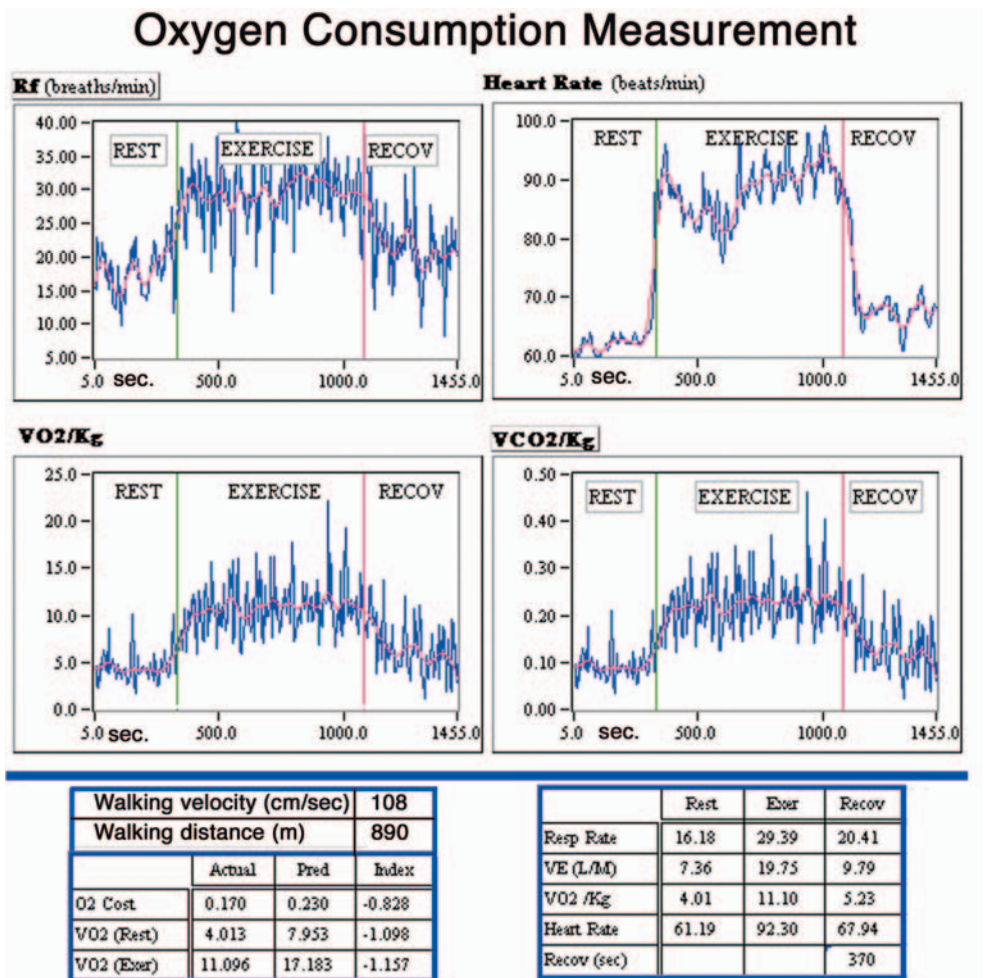 Oxygen Consumption Measurement
Rf (breaths/min)
Heart Rate (beats/min)
40.00
35.00
30.00
25.00
20.00
15.00
10.00
5.00
REST EXERCISE RECOV
5.0 sec. 500.0 1000.0 1455.0
100.0
90.0
80.0
70.0
60.0
REST EXERCISE RECOV
5.0 sec. 500.0 1000.0 1455.0
VO2/Kg
VCO2/Kg
25.0
20.0
15.0
10.0
5.0
0.0
REST EXERCISE RECOV
5.0 sec. 500.0 1000.0 1455.0
0.50
0.40
0.30
0.20
0.10
0.00
REST EXERCISE RECOV
5.0 sec. 500.0 1000.0 1455.0
Walking velocity (cm/sec) 108
Walking distance (m) 890
Actual Pred Index
O2 Cost 0.170 0.230 -0.828
VO2 (Rest) 4.013 7.953 -1.098
VO2 (Exer) 11.096 17.183 -1.157
Rest Exer Recov
Resp Rate 16.18 29.39 20.41
VE (L/M) 7.36 19.75 9.79
VO2 /Kg 4.01 11.10 5.23
Heart Rate 61.19 92.30 67.94
Recov (sec) 370